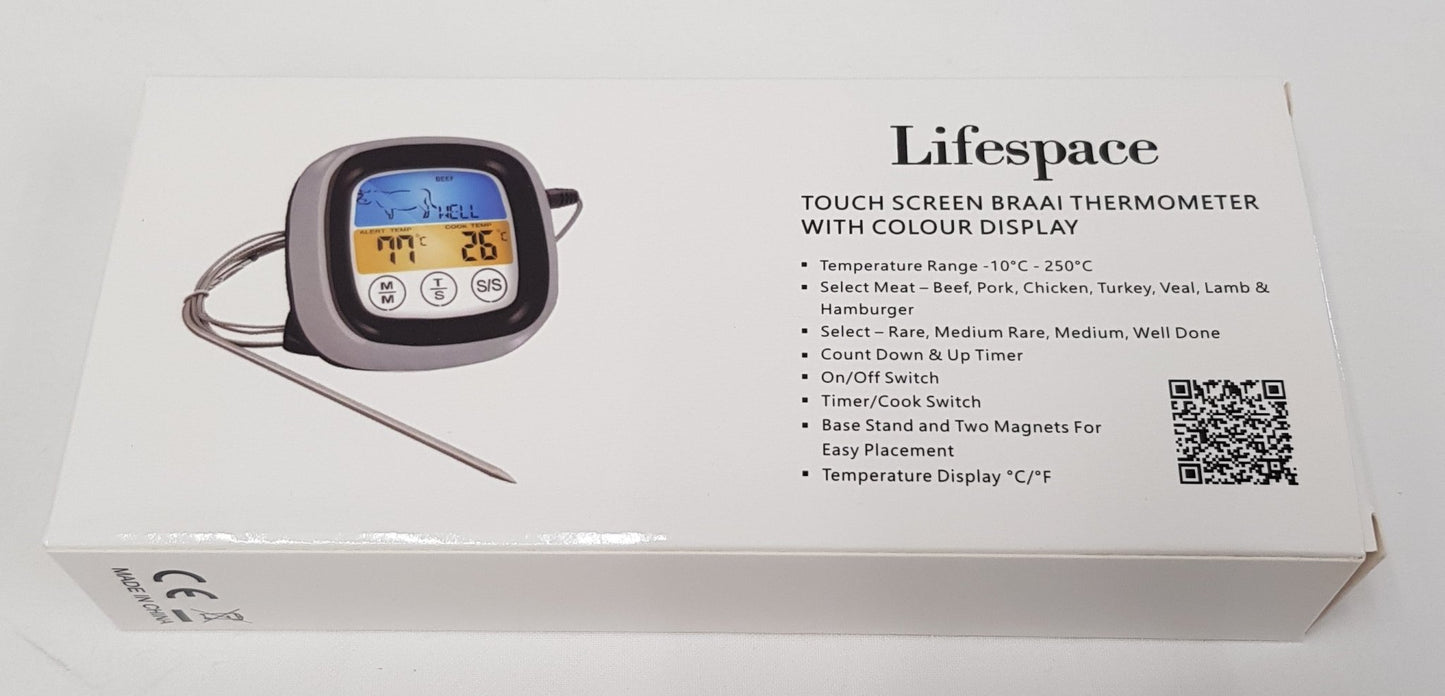 Lifespace
TOUCH SCREEN BRAAI THERMOMETER
WITH COLOUR DISPLAY
▪ Temperature Range -10°C - 250°C
▪ Select Meat – Beef, Pork, Chicken, Turkey, Veal, Lamb &
Hamburger
▪ Select – Rare, Medium Rare, Medium, Well Done
▪ Count Down & Up Timer
▪ On/Off Switch
▪ Timer/Cook Switch
▪ Base Stand and Two Magnets For
Easy Placement
▪ Temperature Display °C/°F
BEEF
WELL
ALERT TEMP COOK TEMP
77°C 26°C
M/M T/S S/S
CE
MADE IN CHINA